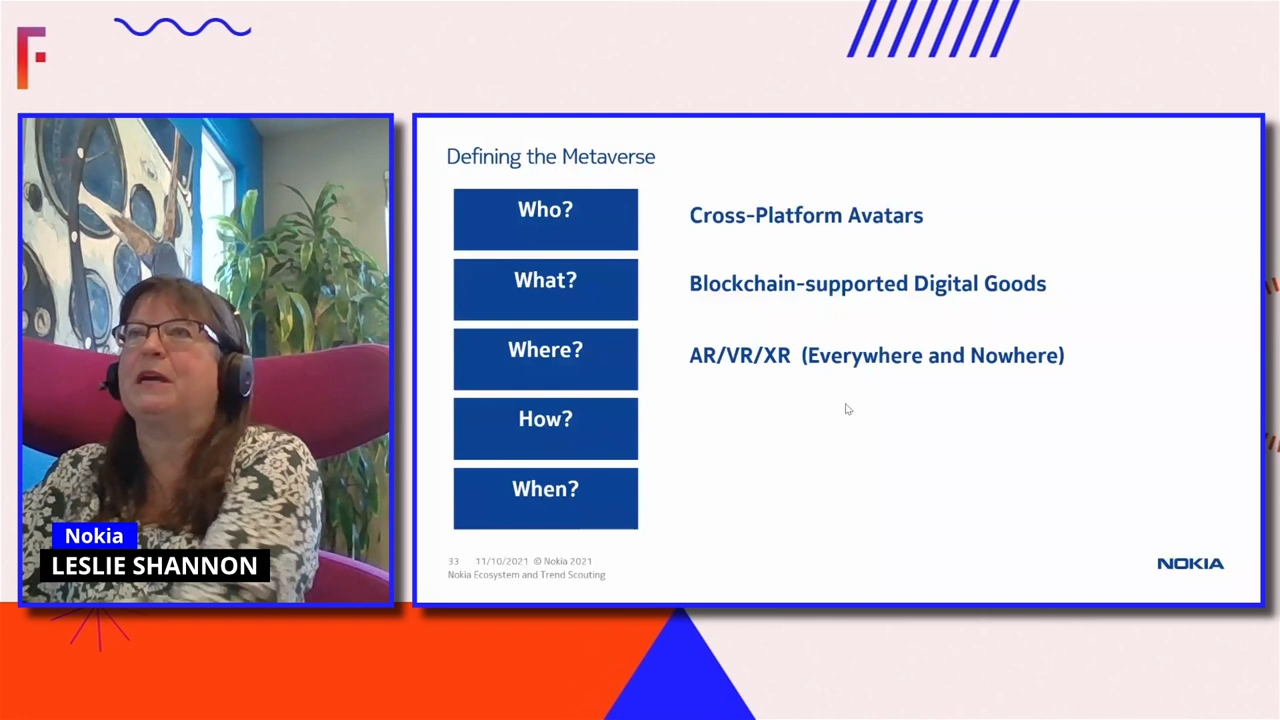 F
Nokia
LESLIE SHANNON
Defining the Metaverse
Who?
Cross-Platform Avatars
What?
Blockchain-supported Digital Goods
Where?
AR/VR/XR (Everywhere and Nowhere)
How?
When?
33 11/10/2021 © Nokia 2021
Nokia Ecosystem and Trend Scouting
NOKIA